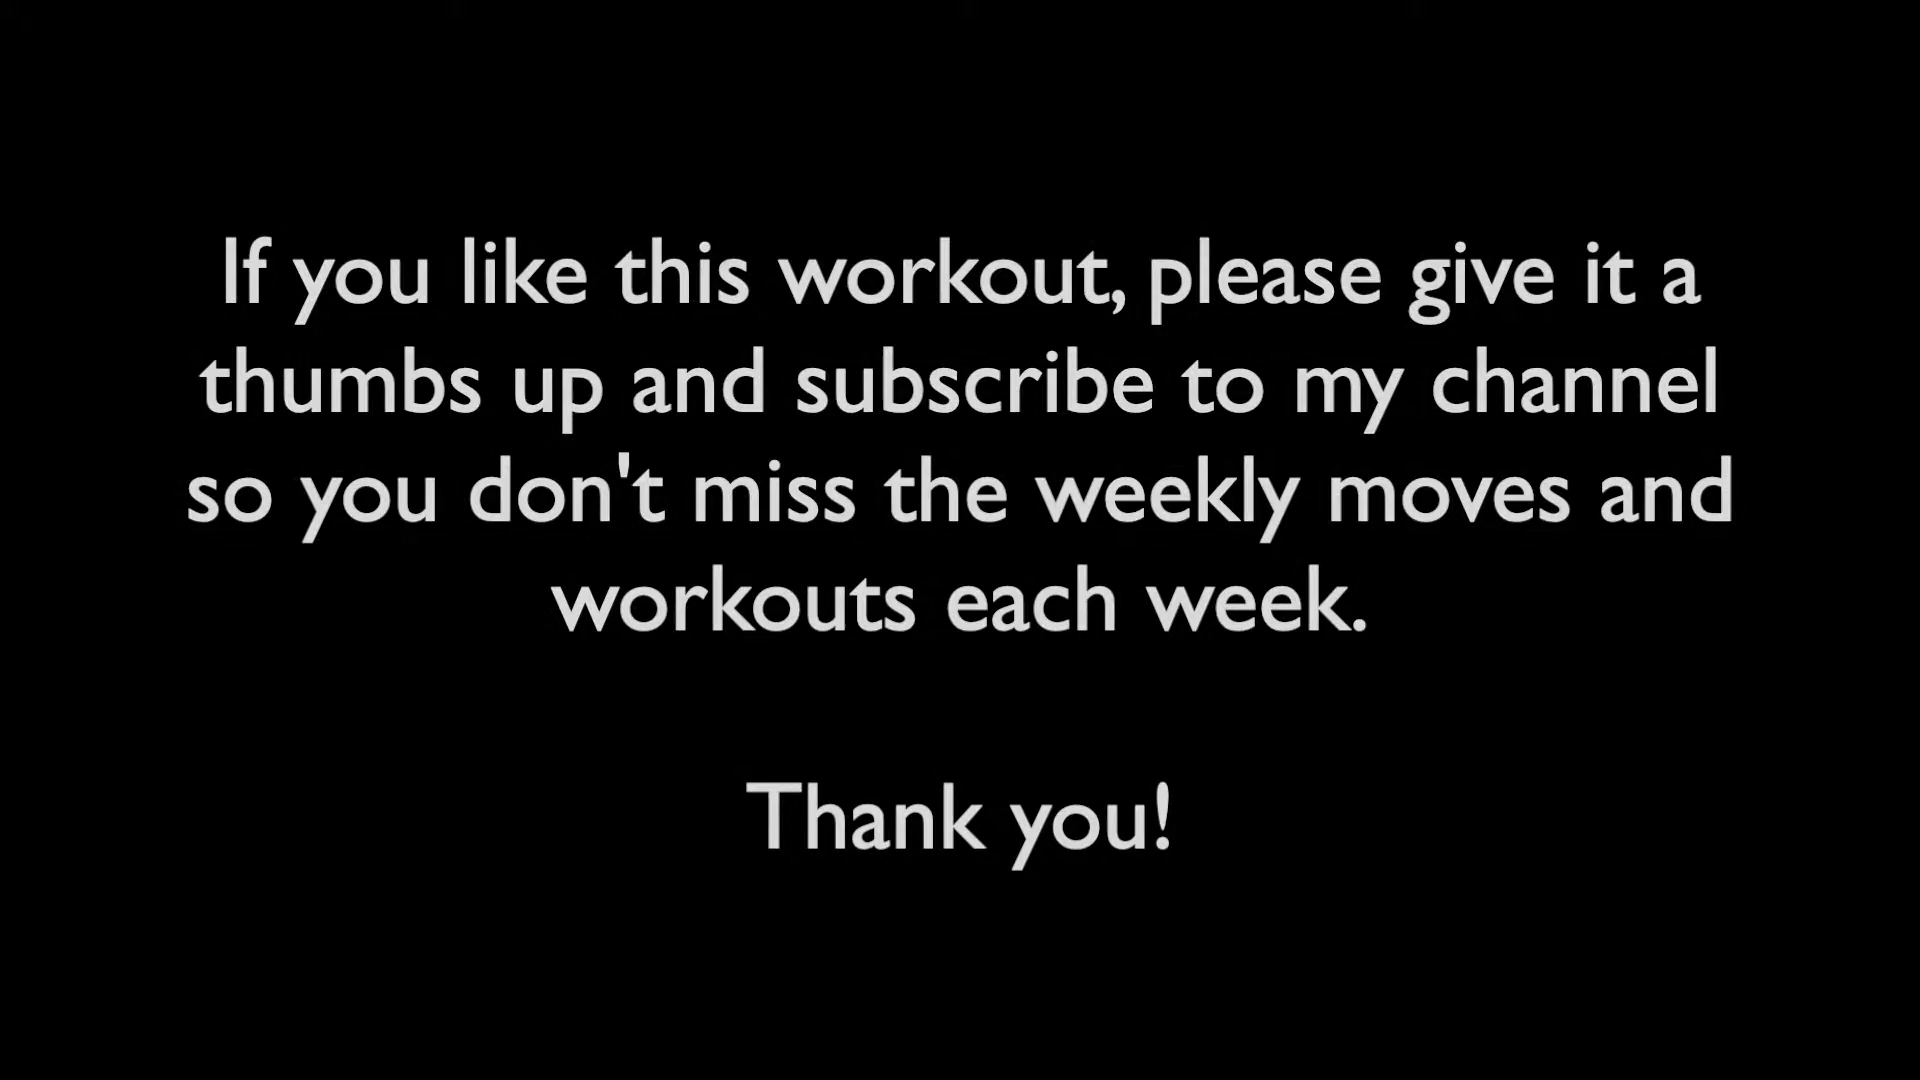 If you like this workout, please give it a
thumbs up and subscribe to my channel
so you don't miss the weekly moves and
workouts each week.
Thank you!